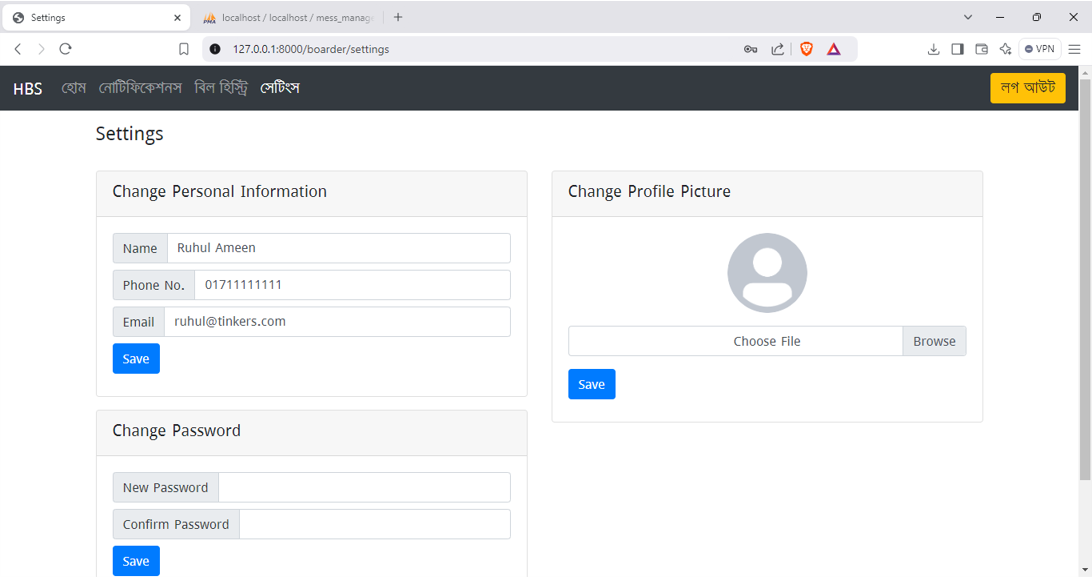 Settings
localhost / localhost / mess_manag
127.0.0.1:8000/boarder/settings
VPN
HBS হোম নোটিফিকেশনস বিল হিস্ট্রি সেটিংস লগ আউট
Settings
Change Personal Information
Name Ruhul Ameen
Phone No. 01711111111
Email ruhul@tinkers.com
Save
Change Profile Picture
Choose File Browse
Save
Change Password
New Password
Confirm Password
Save